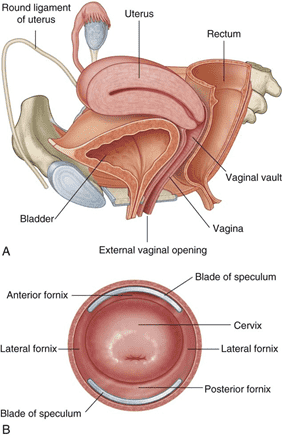 Round ligament
of uterus
Uterus
Rectum
Vaginal vault
Bladder
Vagina
External vaginal opening
A
Blade of speculum
Anterior fornix
Cervix
Lateral fornix
Lateral fornix
Posterior fornix
Blade of speculum
B